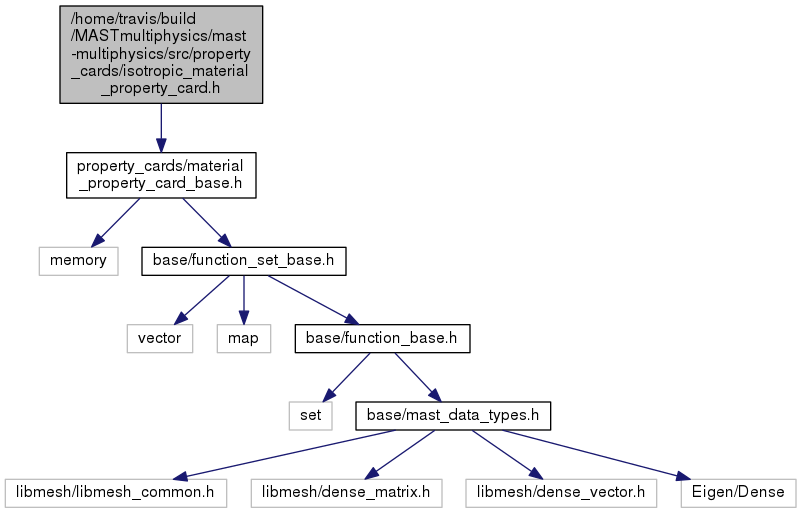 /home/travis/build
/MASTmultiphysics/mast
-multiphysics/src/property
_cards/isotropic_material
_property_card.h
property_cards/material
_property_card_base.h
memory
base/function_set_base.h
vector
map
base/function_base.h
set
base/mast_data_types.h
libmesh/libmesh_common.h
libmesh/dense_matrix.h
libmesh/dense_vector.h
Eigen/Dense